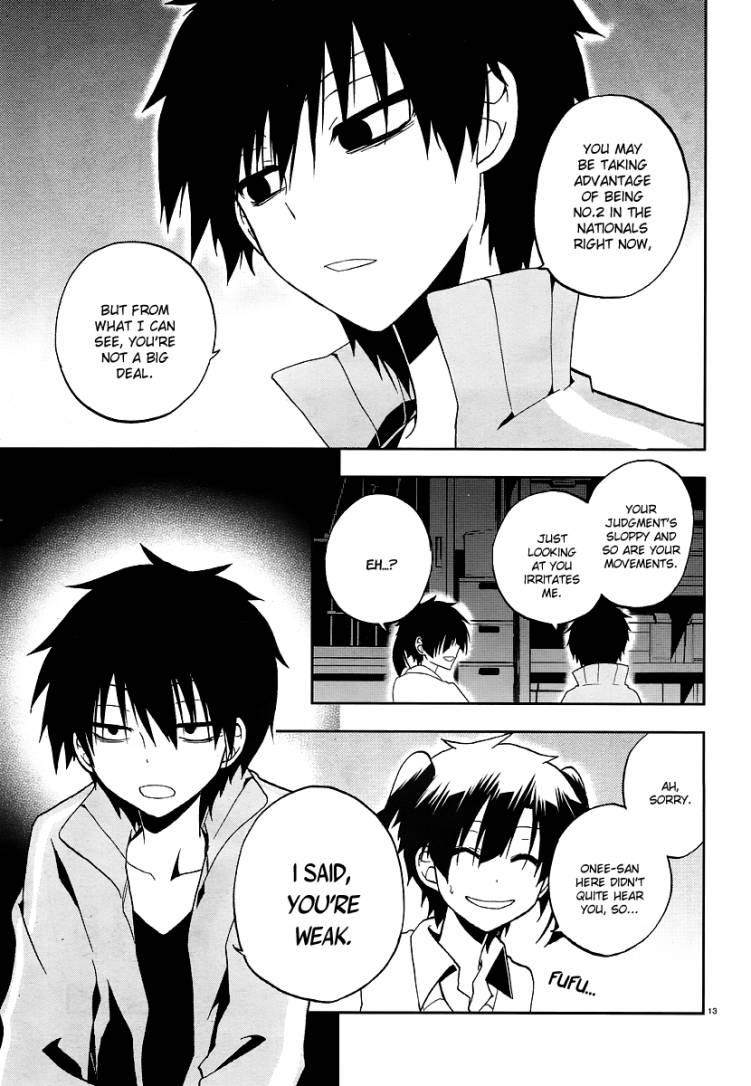 YOU MAY
BE TAKING
ADVANTAGE
OF BEING
NO.2 IN THE
NATIONALS
RIGHT NOW,
BUT FROM
WHAT I CAN
SEE, YOU'RE
NOT A BIG
DEAL.
YOUR
JUDGMENT'S
SLOPPY AND
SO ARE YOUR
MOVEMENTS.
JUST
LOOKING
AT YOU
IRRITATES
ME.
EH...?
AH,
SORRY.
ONEE-SAN
HERE DIDN'T
QUITE HEAR
YOU, SO...
FUFU...
I SAID,
YOU'RE
WEAK.
13